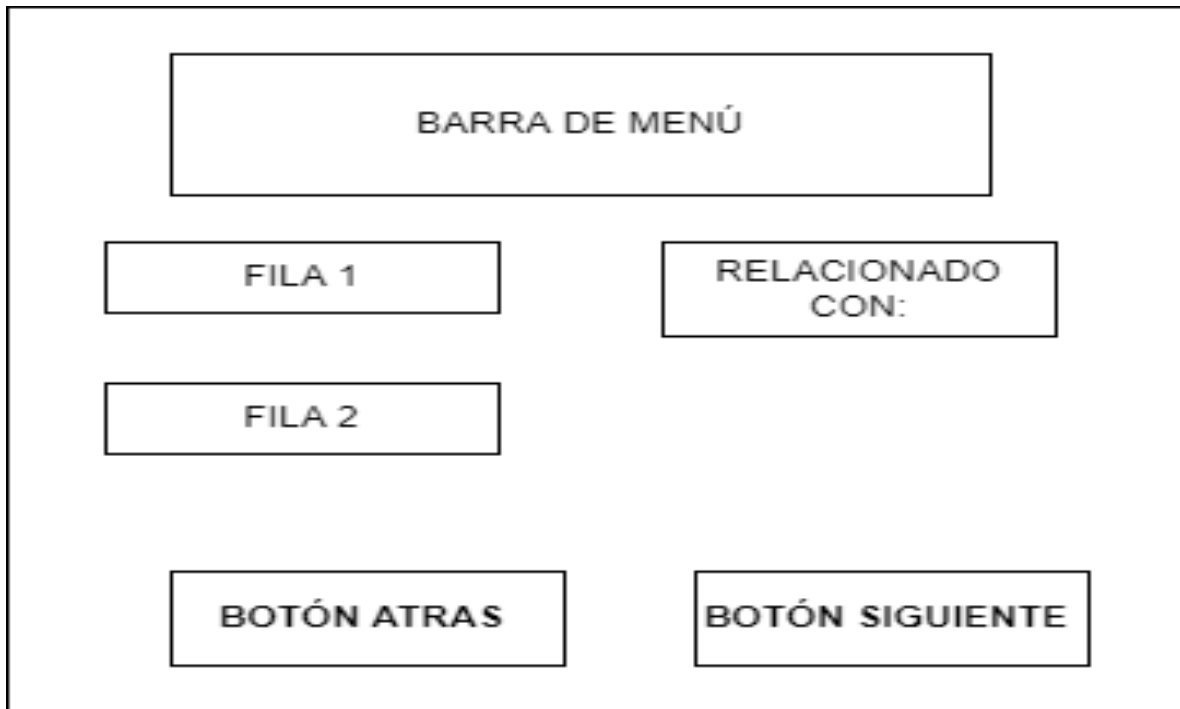 BARRA DE MENÚ
FILA 1
RELACIONADO
CON:
FILA 2
BOTÓN ATRAS
BOTÓN SIGUIENTE